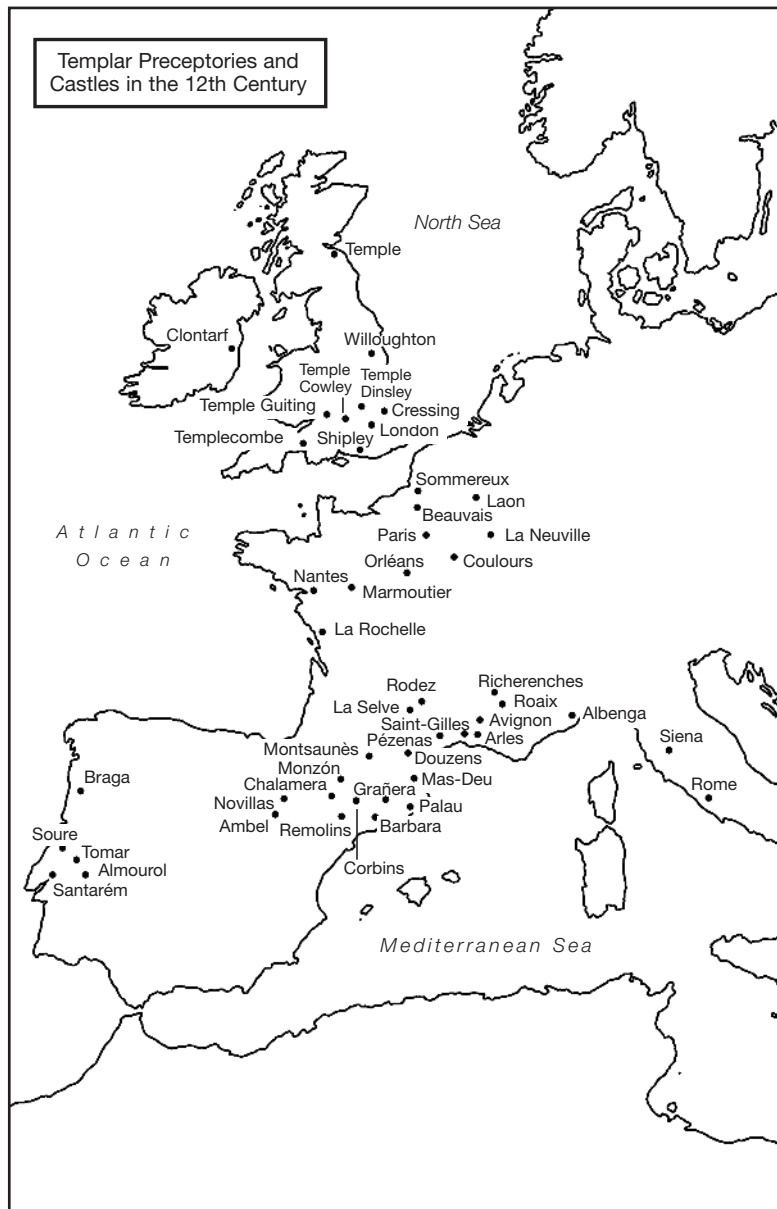 Templar Preceptories and
Castles in the 12th Century
North Sea
Temple
Clontarf
Willoughton
Temple
Cowley
Temple
Dinsley
Temple Guiting
Cressing
Templecombe
Shipley
London
Sommereux
Laon
Beauvais
Atlantic
Ocean
Paris
La Neuville
Orléans
Coulours
Nantes
Marmoutier
La Rochelle
Richerenches
Rodez
Roaix
La Selve
Avignon
Albenga
Saint-Gilles
Arles
Siena
Pézenas
Montsaunès
Douzens
Monzón
Braga
Mas-Deu
Chalamera
Grañera
Rome
Novillas
Palau
Ambel
Remolins
Barbara
Soure
Tomar
Corbins
Almourol
Santarém
Mediterranean Sea